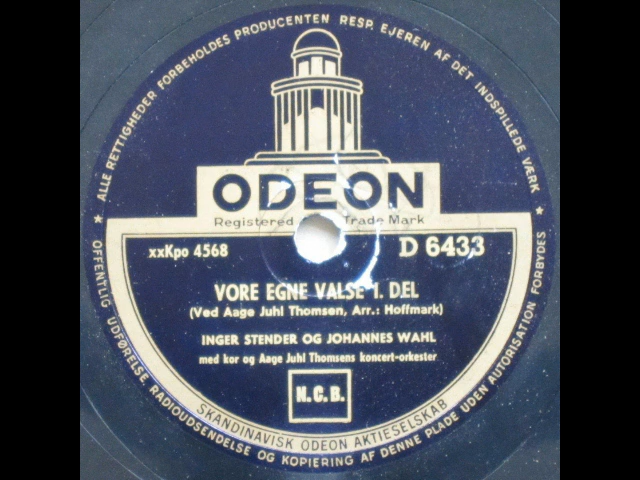 ★ ALLE RETTIGHEDER FORBEHOLDES PRODUCENTEN RESP. EJEREN AF DET INDSPILLEDE VÆRK ★
ODEON
Registered Trade Mark
xxKpo 4568
D 6433
VORE EGNE VALSE 1. DEL
(Ved Aage Juhl Thomsen, Arr.: Hoffmark)
INGER STENDER OG JOHANNES WAHL
med kor og Aage Juhl Thomsens koncert-orkester
N.C.B.
SKANDINAVISK ODEON AKTIESELSKAB
OFFENTLIG UDFØRELSE, RADIOUDSENDELSE OG KOPIERING AF DENNE PLADE UDEN AUTORISATION FORBYDES